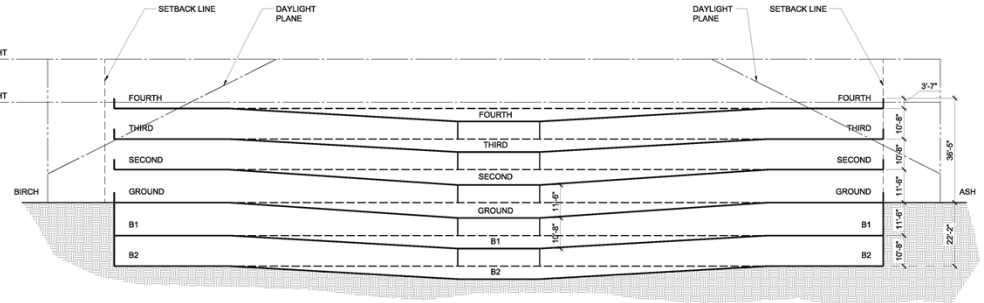 SETBACK LINE
DAYLIGHT
PLANE
DAYLIGHT
PLANE
SETBACK LINE
HT
HT
3'-7"
FOURTH
FOURTH
FOURTH
10'-8"
THIRD
THIRD
THIRD
10'-8"
36'-5"
SECOND
SECOND
SECOND
11'-6"
BIRCH
GROUND
GROUND
ASH
11'-6"
GROUND
B1
B1
11'-6"
22'-2"
10'-8"
B1
B2
B2
10'-8"
B2